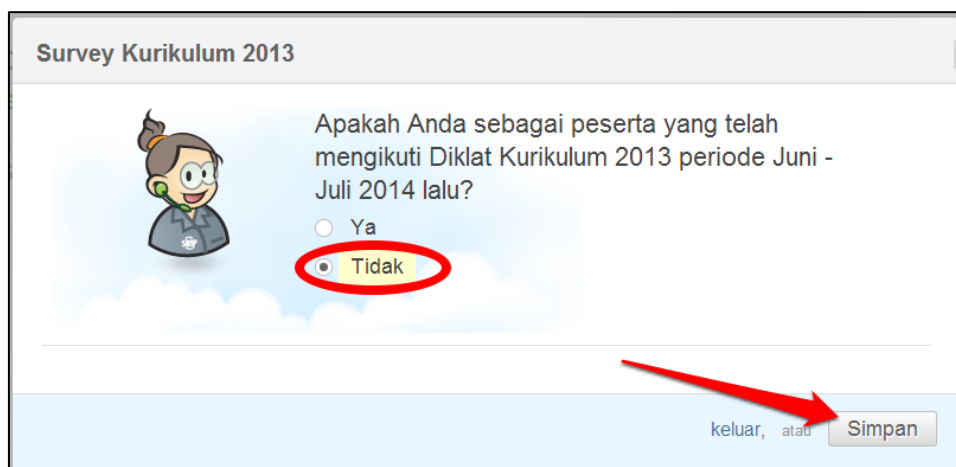 Survey Kurikulum 2013
Apakah Anda sebagai peserta yang telah
mengikuti Diklat Kurikulum 2013 periode Juni -
Juli 2014 lalu?
Ya
Tidak
keluar, atau Simpan